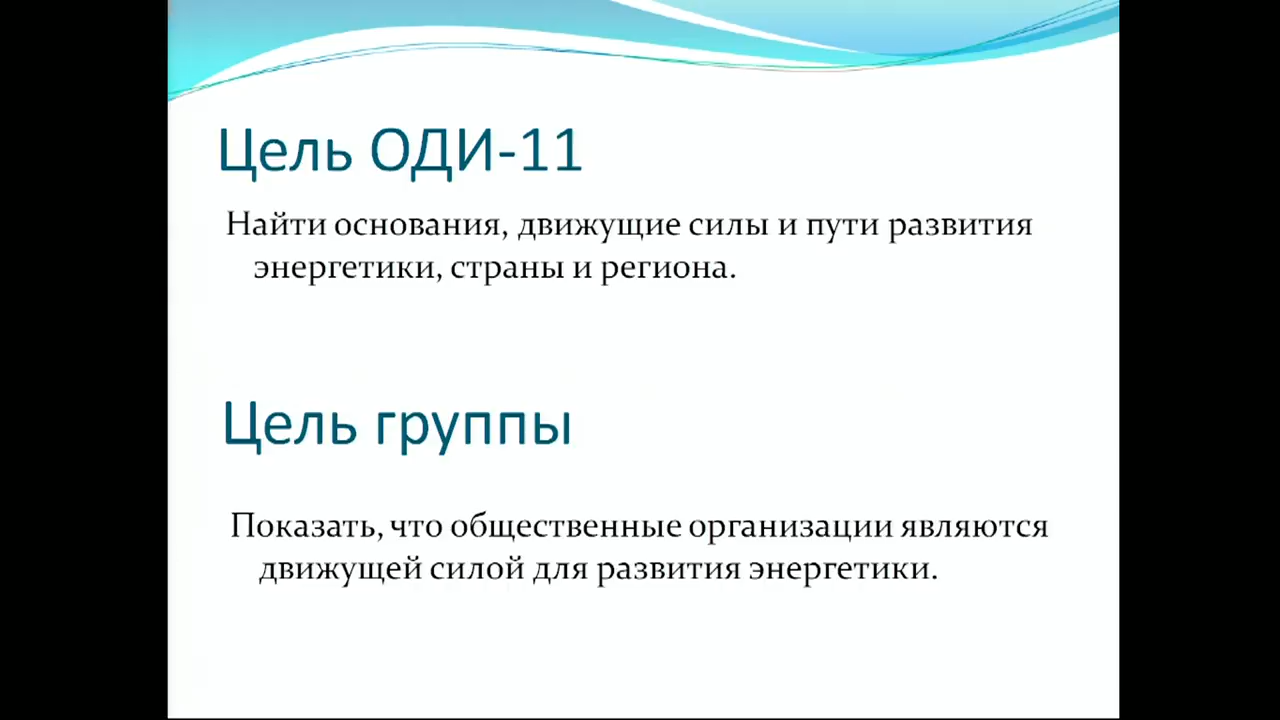 Цель ОДИ-11
Найти основания, движущие силы и пути развития
энергетики, страны и региона.
Цель группы
Показать, что общественные организации являются
движущей силой для развития энергетики.